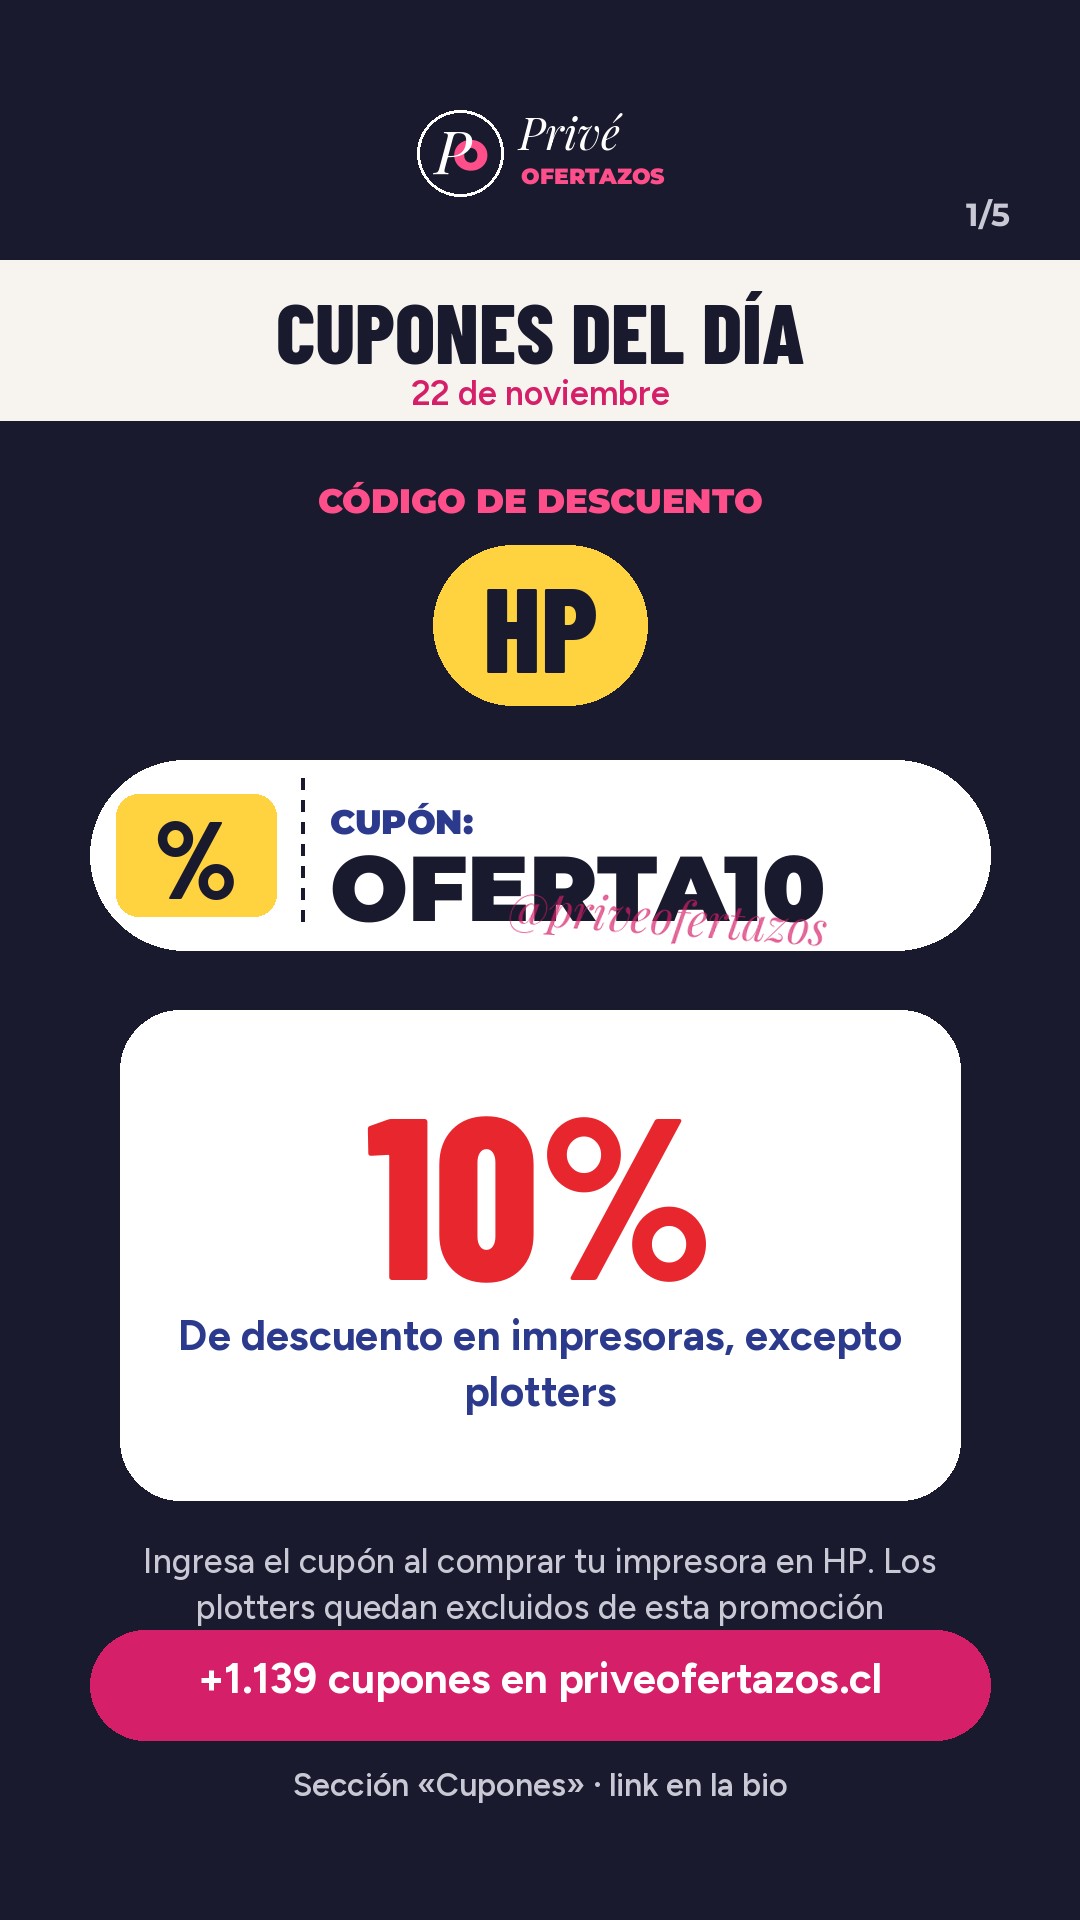 Po
Privé
OFERTAZOS
1/5
CUPONES DEL DÍA
22 de noviembre
CÓDIGO DE DESCUENTO
HP
%
CUPÓN:
OFERTA10
@priveofertazos
10%
De descuento en impresoras, excepto
plotters
Ingresa el cupón al comprar tu impresora en HP. Los
plotters quedan excluidos de esta promoción
+1.139 cupones en priveofertazos.cl
Sección «Cupones» · link en la bio